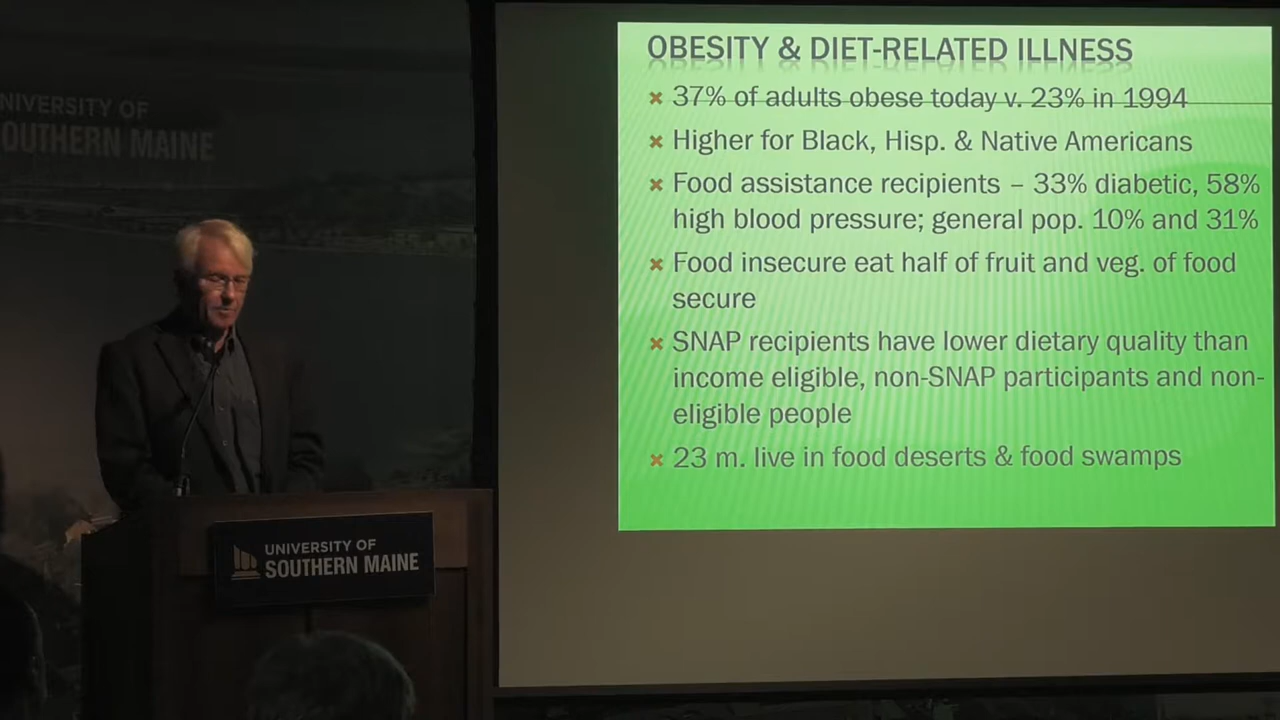 NIVERSITY OF
OUTHERN MAINE
OBESITY & DIET-RELATED ILLNESS
37% of adults obese today v. 23% in 1994
Higher for Black, Hisp. & Native Americans
Food assistance recipients – 33% diabetic, 58%
high blood pressure; general pop. 10% and 31%
Food insecure eat half of fruit and veg. of food
secure
SNAP recipients have lower dietary quality than
income eligible, non-SNAP participants and non-
eligible people
23 m. live in food deserts & food swamps
UNIVERSITY OF
SOUTHERN MAINE